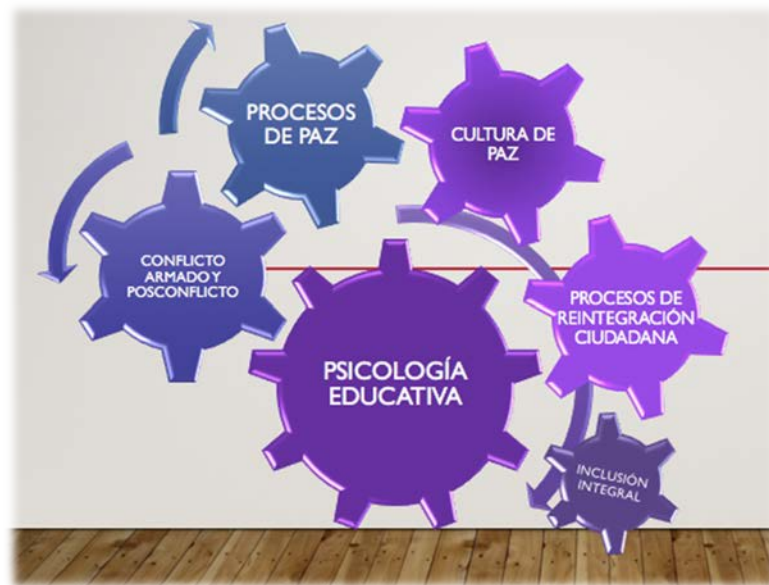 PROCESOS
DE PAZ
CULTURA DE
PAZ
CONFLICTO
ARMADO Y
POSCONFLICTO
PROCESOS DE
REINTEGRACIÓN
CIUDADANA
PSICOLOGÍA
EDUCATIVA
INCLUSIÓN
INTEGRAL